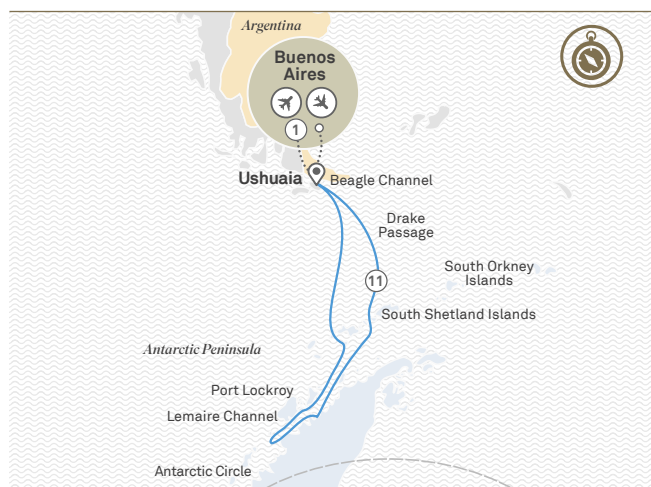 Argentina
Buenos
Aires
1
Ushuaia
Beagle Channel
Drake
Passage
South Orkney
Islands
11
South Shetland Islands
Antarctic Peninsula
Port Lockroy
Lemaire Channel
Antarctic Circle